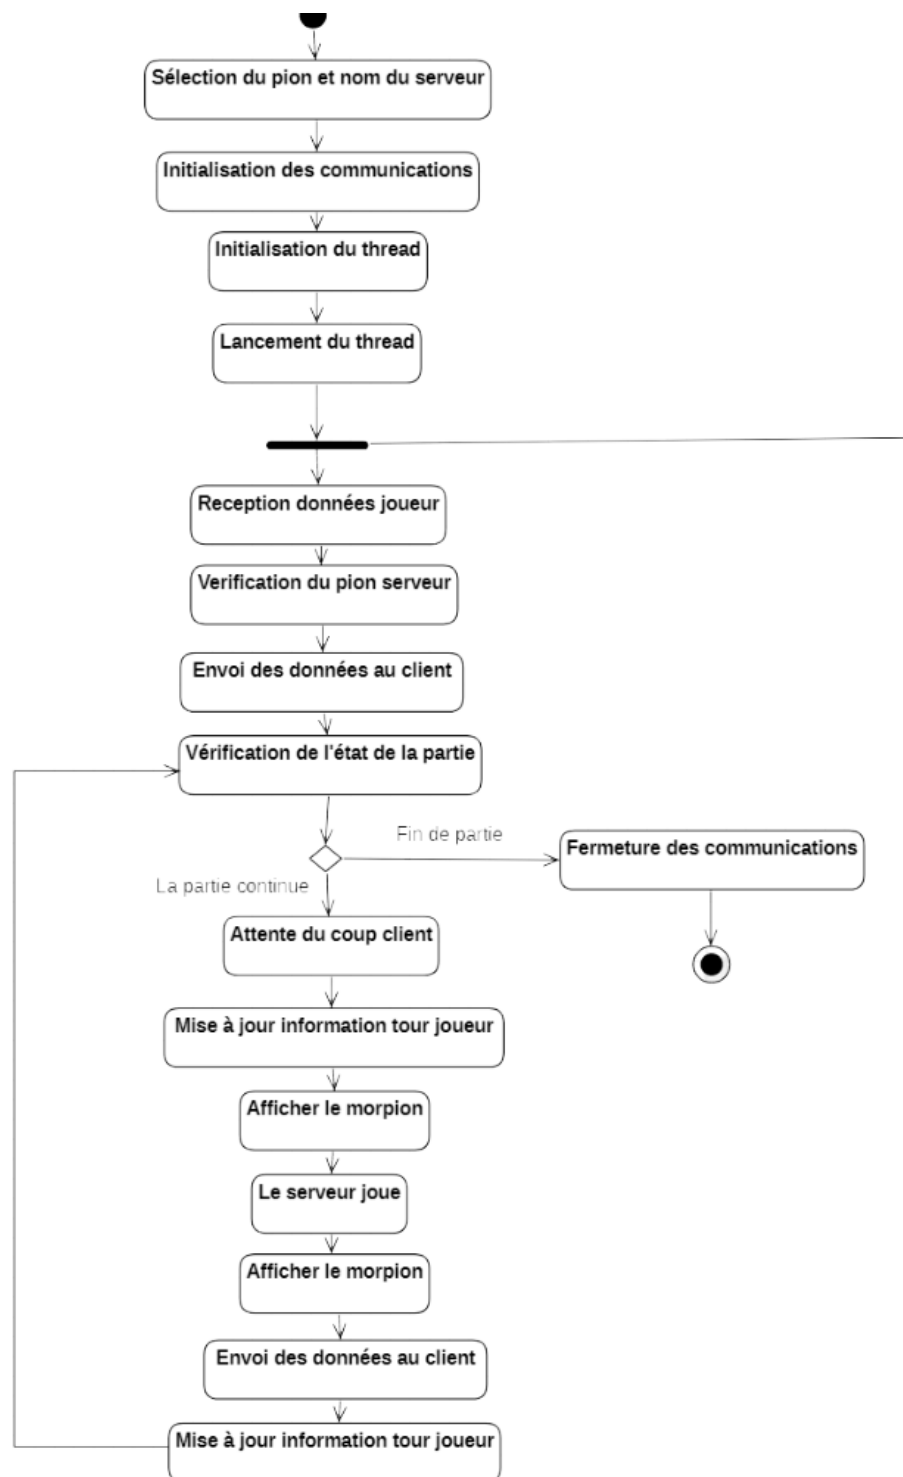 Sélection du pion et nom du serveur
Initialisation des communications
Initialisation du thread
Lancement du thread
Reception données joueur
Verification du pion serveur
Envoi des données au client
Vérification de l'état de la partie
Fin de partie
Fermeture des communications
La partie continue
Attente du coup client
Mise à jour information tour joueur
Afficher le morpion
Le serveur joue
Afficher le morpion
Envoi des données au client
Mise à jour information tour joueur